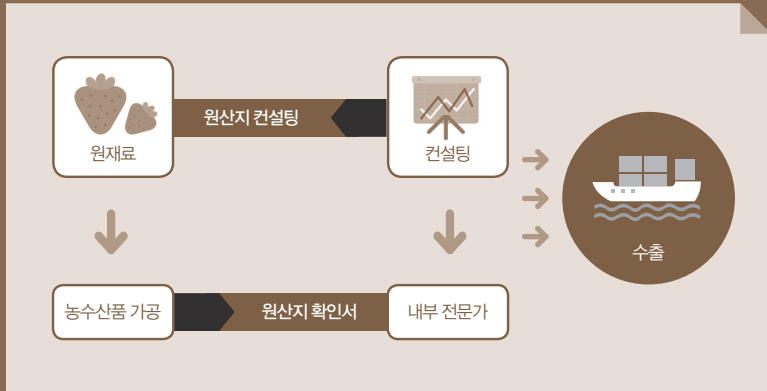 원재료
원산지 컨설팅
컨설팅
수출
농수산품 가공
원산지 확인서
내부 전문가